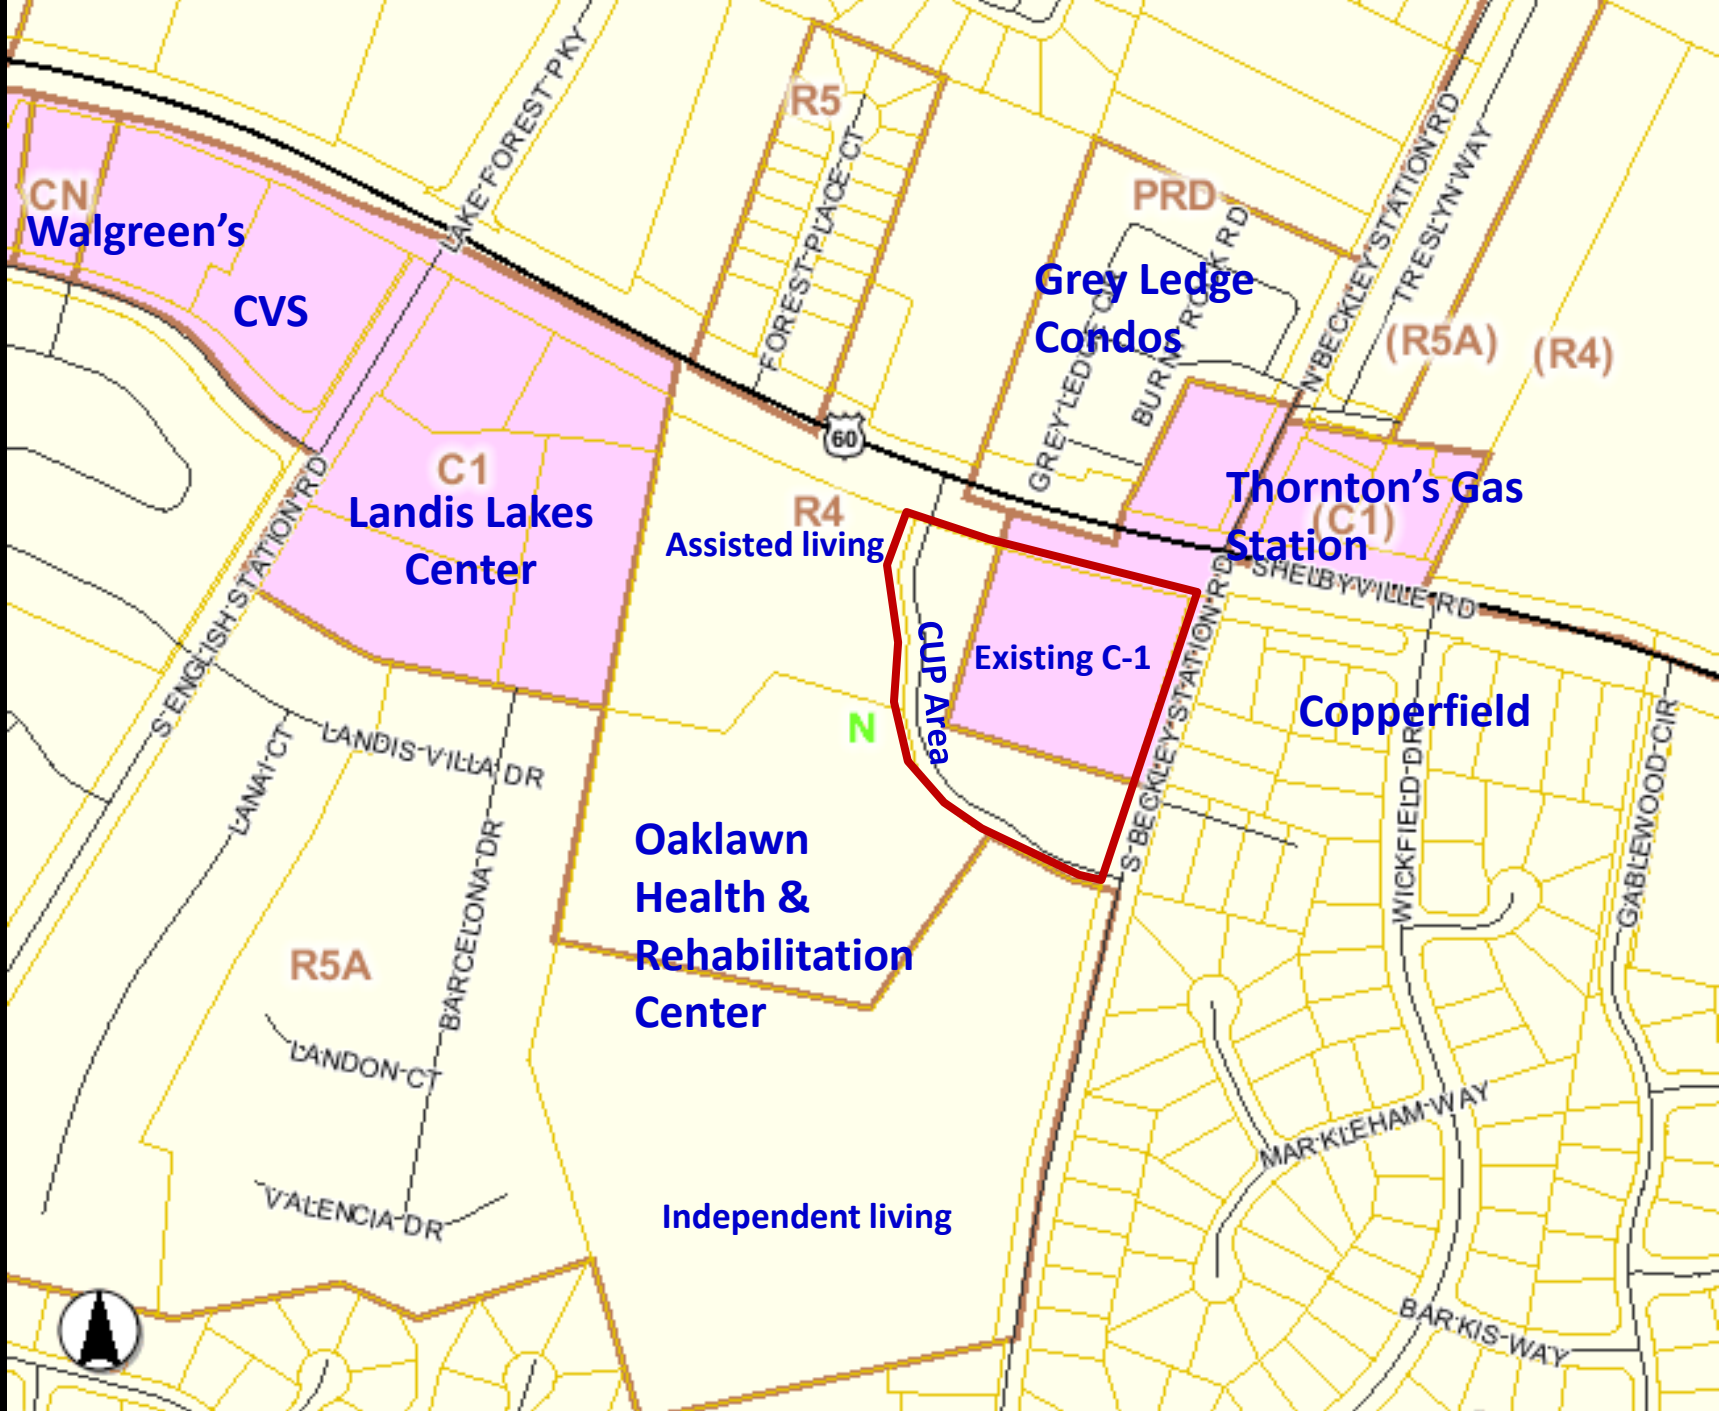 LAKE FOREST PKY
R5
FOREST PLACE CT
PRD
N BECKLEY STATION RD
TRESLYN WAY
CN
Walgreen's
CVS
Grey Ledge
Condos
GREY LEDGE CIR
BURNT ROCK RD
(R5A)
(R4)
60
C1
Landis Lakes
Center
S ENGLISH STATION RD
R4
Assisted living
Thornton's Gas
(C1)
Station
SHELBYVILLE RD
CUP Area
Existing C-1
S BECKLEY STATION RD
Copperfield
N
LANDIS VILLA DR
LANAI CT
BARCELONA DR
WICKFIELD DR
GABLEWOOD CIR
Oaklawn
Health &
Rehabilitation
Center
R5A
LANDON CT
MARKLEHAM WAY
VALENCIA DR
Independent living
BARKIS WAY